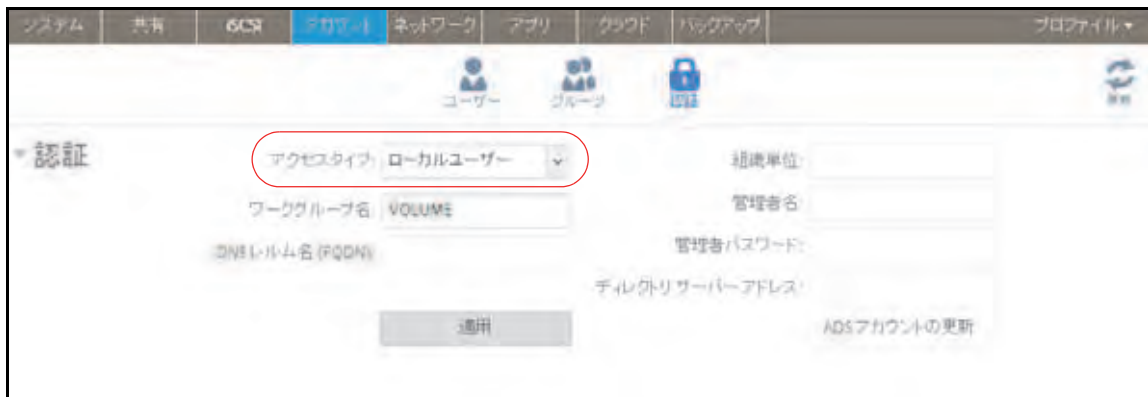 システム 共有 iSCSI アカウント ネットワーク アプリ クラウド バックアップ プロファイル
ユーザー グループ 認証 更新
認証
アクセスタイプ: ローカルユーザー
組織単位:
ワークグループ名: VOLUME
管理者名:
DNSレルム名 (FQDN):
管理者パスワード:
ディレクトリサーバーアドレス:
適用
ADSアカウントの更新